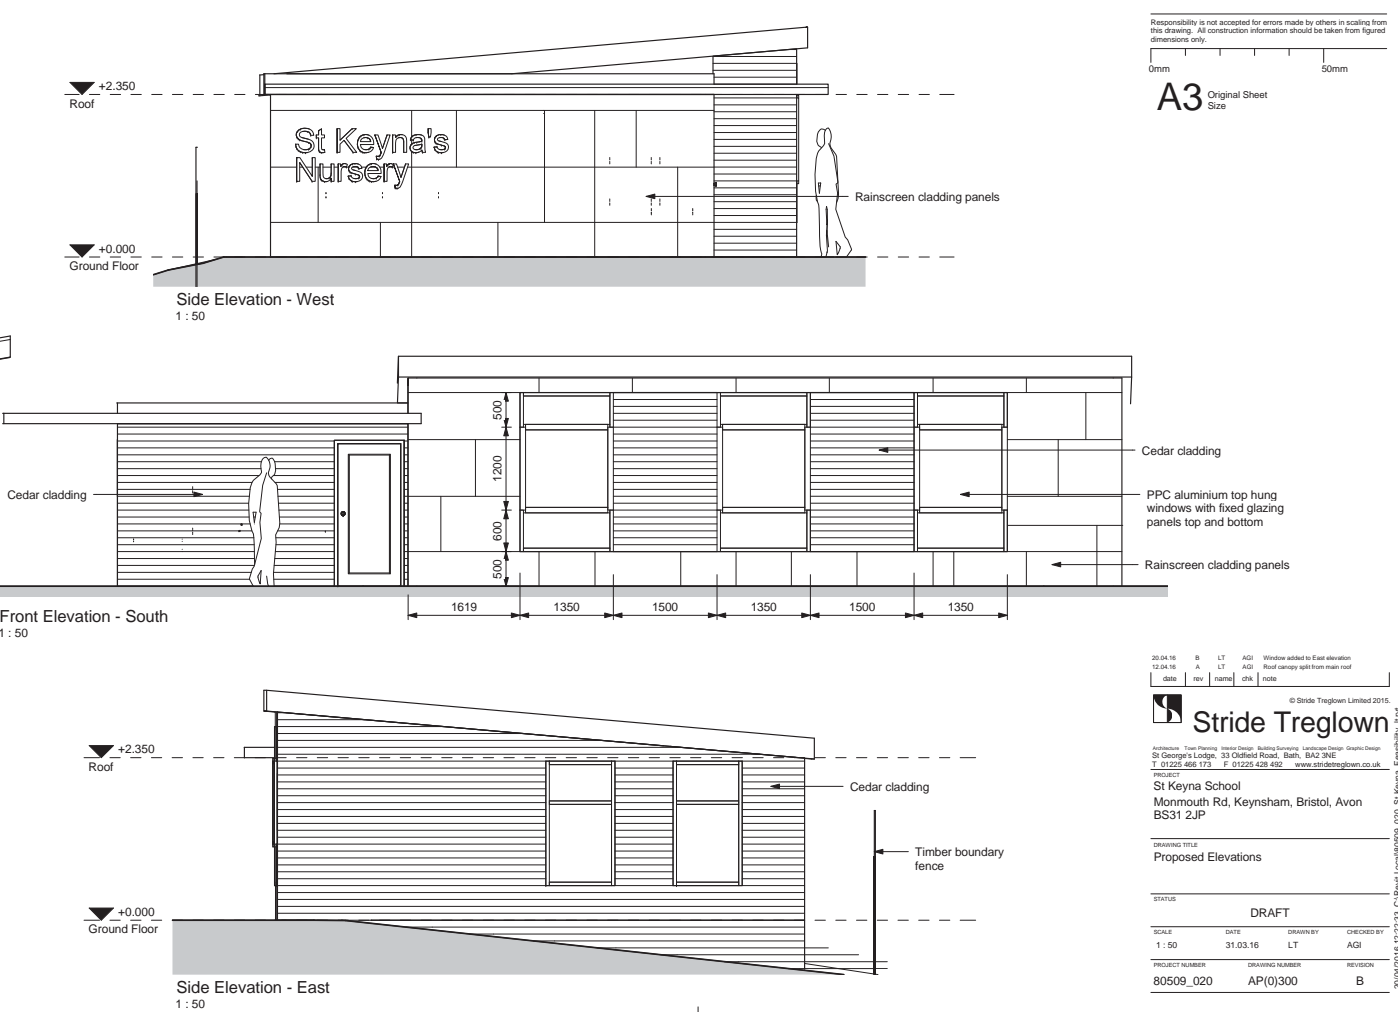 Responsibility is not accepted for errors made by others in scaling from
this drawing. All construction information should be taken from figured
dimensions only.
0mm
50mm
A3 Original Sheet
Size
+2.350
Roof
St Keyna's
Nursery
Rainscreen cladding panels
+0.000
Ground Floor
Side Elevation - West
1 : 50
500
1200
600
500
Cedar cladding
Cedar cladding
PPC aluminium top hung
windows with fixed glazing
panels top and bottom
Rainscreen cladding panels
1619
1350
1500
1350
1500
1350
Front Elevation - South
1 : 50
+2.350
Roof
Cedar cladding
Timber boundary
fence
+0.000
Ground Floor
Side Elevation - East
1 : 50
20.04.16 B LT AGI Window added to East elevation
12.04.16 A LT AGI Roof canopy split from main roof
date rev name chk note
© Stride Treglown Limited 2015.
Stride Treglown
Architecture Town Planning Interior Design Building Surveying Landscape Design Graphic Design
St George's Lodge, 33 Oldfield Road, Bath, BA2 3NE
T 01225 466 173 F 01225 428 492 www.stridetreglown.co.uk
PROJECT
St Keyna School
Monmouth Rd, Keynsham, Bristol, Avon
BS31 2JP
DRAWING TITLE
Proposed Elevations
STATUS
DRAFT
SCALE DATE DRAWN BY CHECKED BY
1 : 50 31.03.16 LT AGI
PROJECT NUMBER DRAWING NUMBER REVISION
80509_020 AP(0)300 B